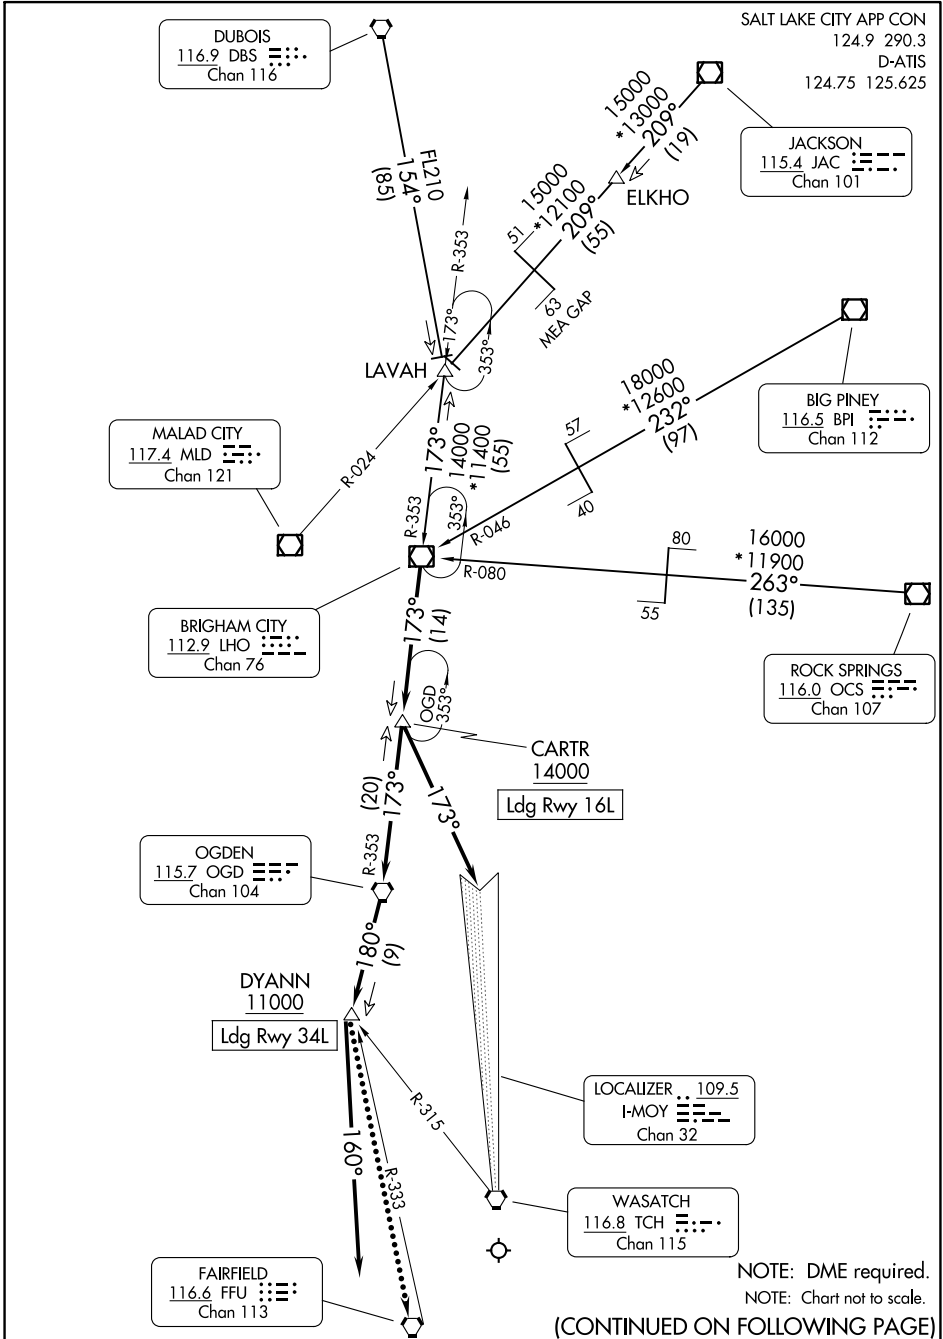 SALT LAKE CITY APP CON
124.9 290.3
D-ATIS
124.75 125.625
DUBOIS
116.9 DBS
Chan 116
FL210
154°
(85)
15000
*13000
209°
(19)
JACKSON
115.4 JAC
Chan 101
ELKHO
15000
*12100
209°
(55)
51
63
MEA GAP
R-353
173°
353°
LAVAH
18000
*12600
232°
(97)
57
40
BIG PINEY
116.5 BPI
Chan 112
MALAD CITY
117.4 MLD
Chan 121
R-024
173°
14000
*11400
(55)
R-353
353°
R-046
R-080
80
55
16000
*11900
263°
(135)
BRIGHAM CITY
112.9 LHO
Chan 76
173°
(14)
ROCK SPRINGS
116.0 OCS
Chan 107
OGD
353°
CARTR
14000
Ldg Rwy 16L
(20)
173°
R-353
173°
OGDEN
115.7 OGD
Chan 104
180°
(9)
DYANN
11000
Ldg Rwy 34L
R-315
160°
R-333
LOCALIZER 109.5
I-MOY
Chan 32
WASATCH
116.8 TCH
Chan 115
FAIRFIELD
116.6 FFU
Chan 113
NOTE: DME required.
NOTE: Chart not to scale.
(CONTINUED ON FOLLOWING PAGE)